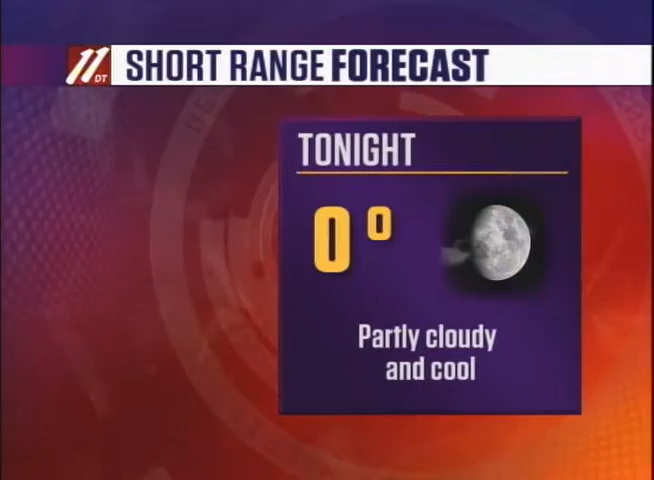 11 DT SHORT RANGE FORECAST
TONIGHT
0°
Partly cloudy
and cool